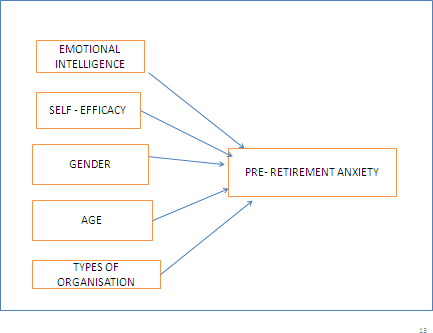 EMOTIONAL
INTELLIGENCE
SELF - EFFICACY
GENDER
PRE- RETIREMENT ANXIETY
AGE
TYPES OF
ORGANISATION
13